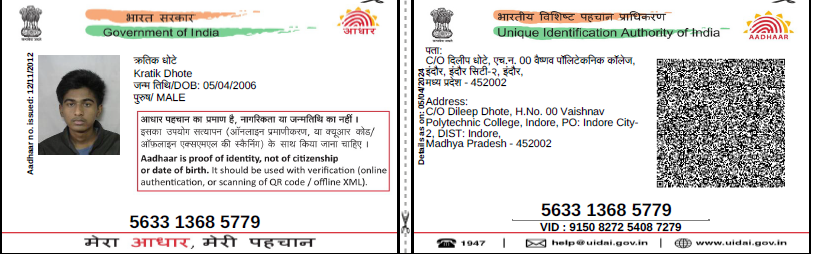 भारत सरकार
Government of India
आधार
Aadhaar no. issued: 12/11/2012
क्रतिक धोटे
Kratik Dhote
जन्म तिथि/DOB: 05/04/2006
पुरुष/ MALE
आधार पहचान का प्रमाण है, नागरिकता या जन्मतिथि का नहीं ।
इसका उपयोग सत्यापन (ऑनलाइन प्रमाणीकरण, या क्यूआर कोड/
ऑफ़लाइन एक्सएमएल की स्कैनिंग) के साथ किया जाना चाहिए ।
Aadhaar is proof of identity, not of citizenship
or date of birth. It should be used with verification (online
authentication, or scanning of QR code / offline XML).
5633 1368 5779
मेरा आधार, मेरी पहचान
भारतीय विशिष्ट पहचान प्राधिकरण
Unique Identification Authority of India
AADHAAR
Details as on: 05/04/2024
पता:
C/O दिलीप धोटे, एच.न. 00 वैष्णव पॉलिटेकनिक कॉलेज,
इंदौर, इंदौर सिटी-२, इंदौर,
मध्य प्रदेश - 452002
Address:
C/O Dileep Dhote, H.No. 00 Vaishnav
Polytechnic College, Indore, PO: Indore City-
2, DIST: Indore,
Madhya Pradesh - 452002
5633 1368 5779
VID : 9150 8272 5408 7279
1947 | help@uidai.gov.in | www.uidai.gov.in